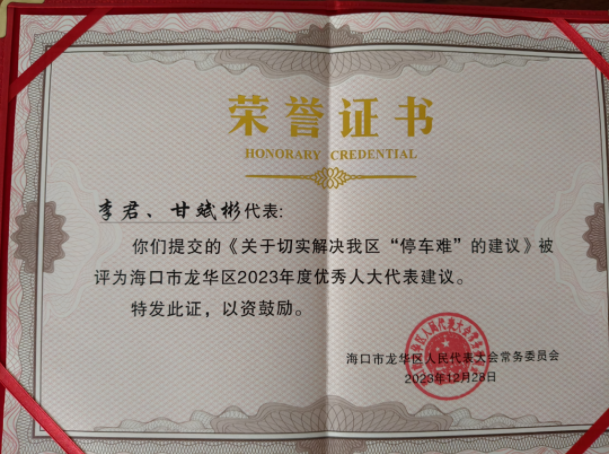 荣誉证书
HONORARY CREDENTIAL
李君、甘斌彬代表:
你们提交的《关于切实解决我区“停车难”的建议》被
评为海口市龙华区2023年度优秀人大代表建议。
特发此证，以资鼓励。
海口市龙华区人民代表大会常务委员会
2023年12月28日